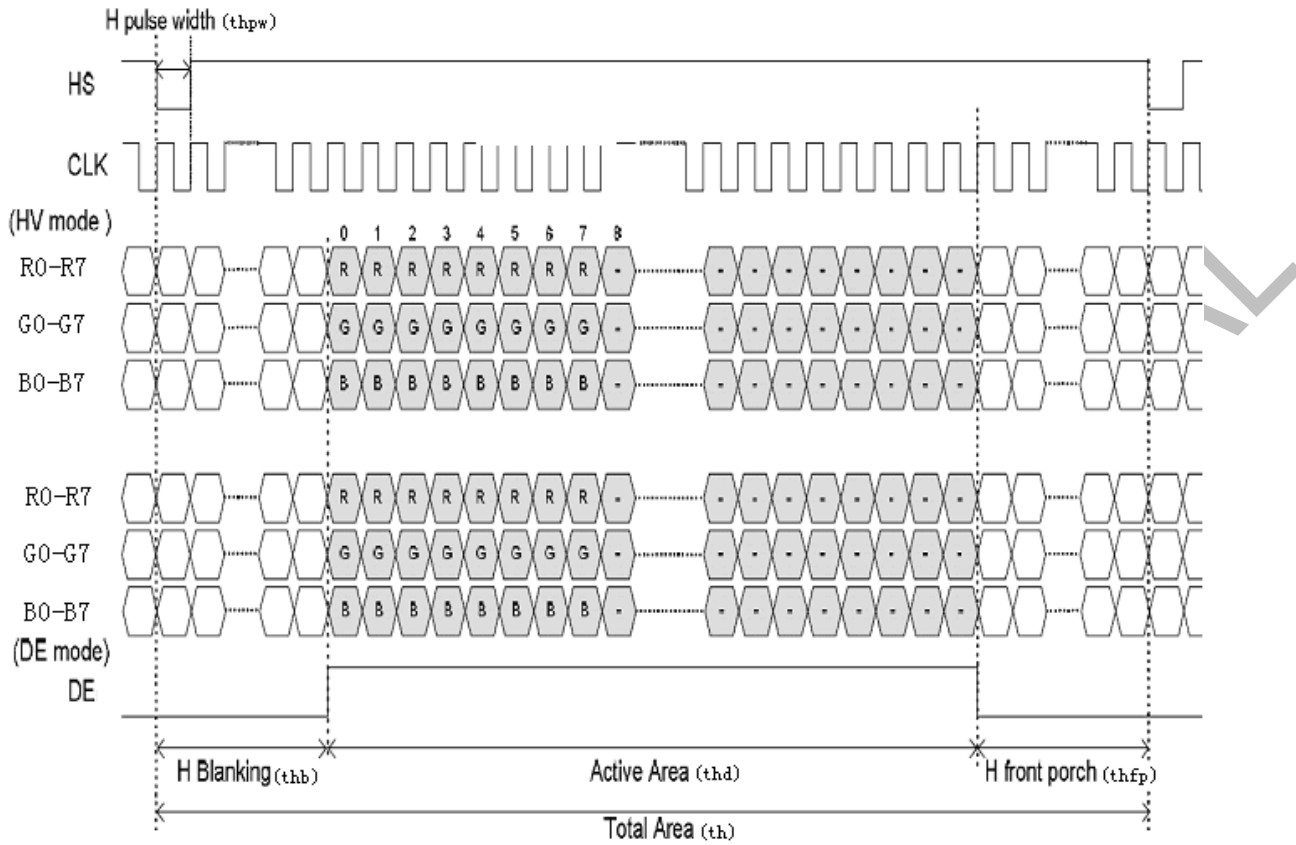 H pulse width (thpw)
HS
CLK
(HV mode )
0 1 2 3 4 5 6 7 8
R0-R7 R R R R R R R R - - - - - - - - -
G0-G7 G G G G G G G G - - - - - - - - -
B0-B7 B B B B B B B B - - - - - - - - -
R0-R7 R R R R R R R R - - - - - - - - -
G0-G7 G G G G G G G G - - - - - - - - -
B0-B7 B B B B B B B B - - - - - - - - -
(DE mode)
DE
H Blanking(thb) Active Area (thd) H front porch (thfp)
Total Area (th)